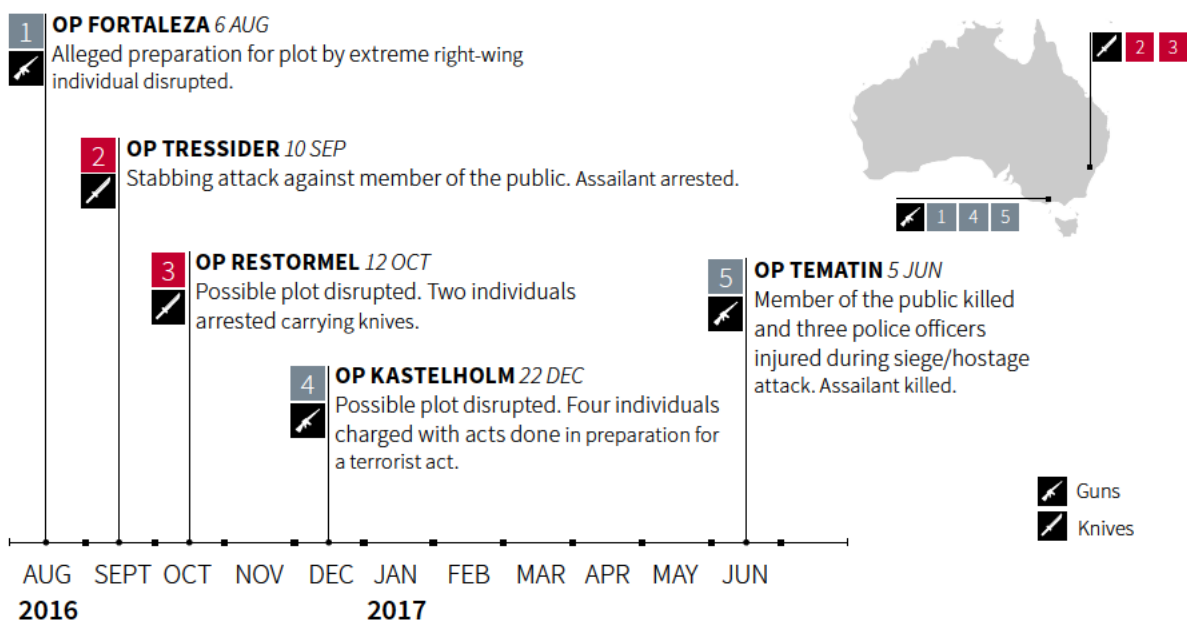 1
OP FORTALEZA 6 AUG
Alleged preparation for plot by extreme right-wing
individual disrupted.
2 3
2
OP TRESSIDER 10 SEP
Stabbing attack against member of the public. Assailant arrested.
1 4 5
3
OP RESTORMEL 12 OCT
Possible plot disrupted. Two individuals
arrested carrying knives.
5
OP TEMATIN 5 JUN
Member of the public killed
and three police officers
injured during siege/hostage
attack. Assailant killed.
4
OP KASTELHOLM 22 DEC
Possible plot disrupted. Four individuals
charged with acts done in preparation for
a terrorist act.
Guns
Knives
AUG SEPT OCT NOV DEC JAN FEB MAR APR MAY JUN
2016 2017